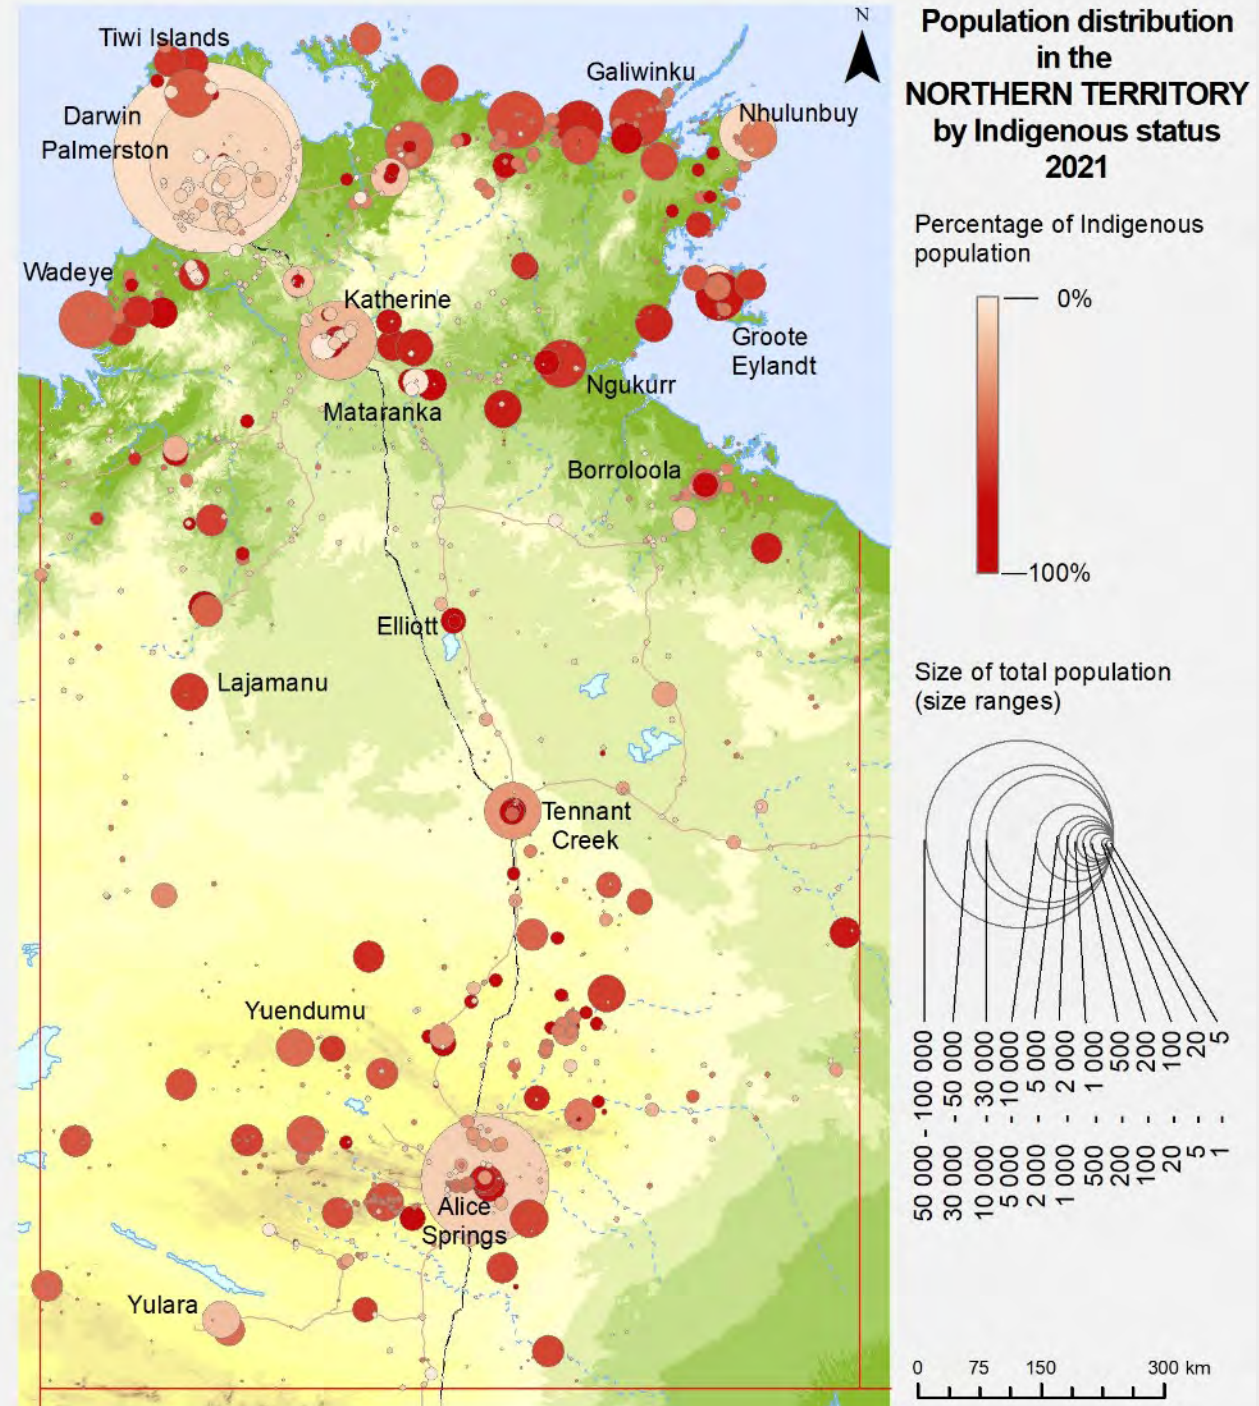 Population distribution
in the
NORTHERN TERRITORY
by Indigenous status
2021
N
Tiwi Islands
Darwin
Palmerston
Galiwinku
Nhulunbuy
Wadeye
Katherine
Groote
Eylandt
Ngukurr
Mataranka
Borroloola
Elliott
Lajamanu
Tennant
Creek
Yuendumu
Alice
Springs
Yulara
Percentage of Indigenous
population
0%
100%
Size of total population
(size ranges)
50 000 - 100 000
30 000 - 50 000
10 000 - 30 000
5 000 - 10 000
2 000 - 5 000
1 000 - 2 000
500 - 1 000
200 - 500
100 - 200
20 - 100
5 - 20
1 - 5
0 75 150 300 km